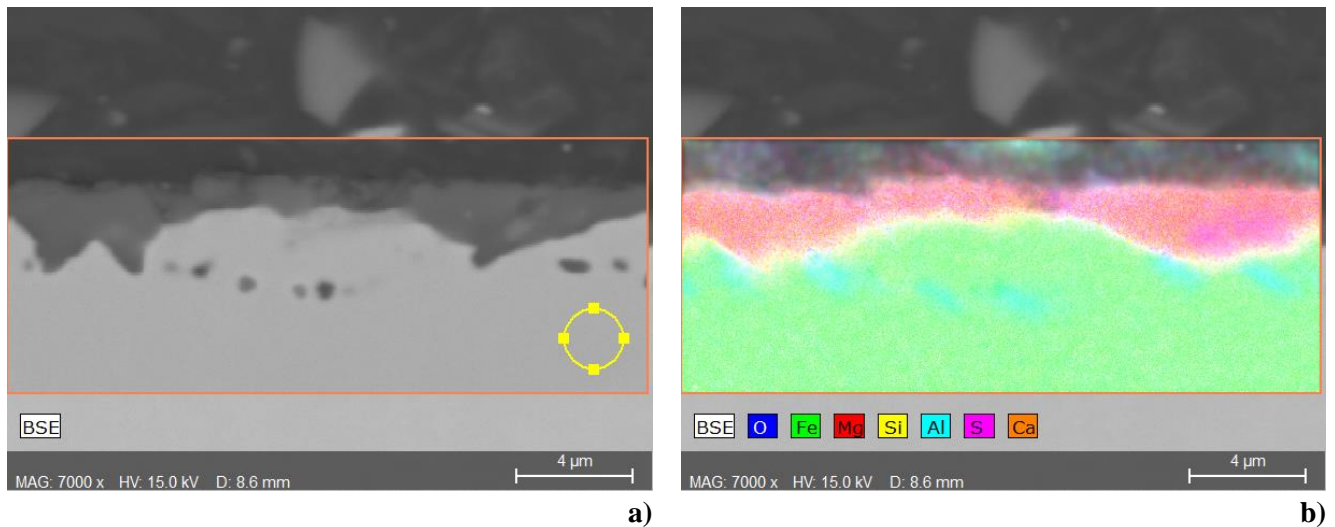 BSE
4 µm
MAG: 7000 x HV: 15.0 kV D: 8.6 mm
a)
BSE O Fe Mg Si Al S Ca
4 µm
MAG: 7000 x HV: 15.0 kV D: 8.6 mm
b)